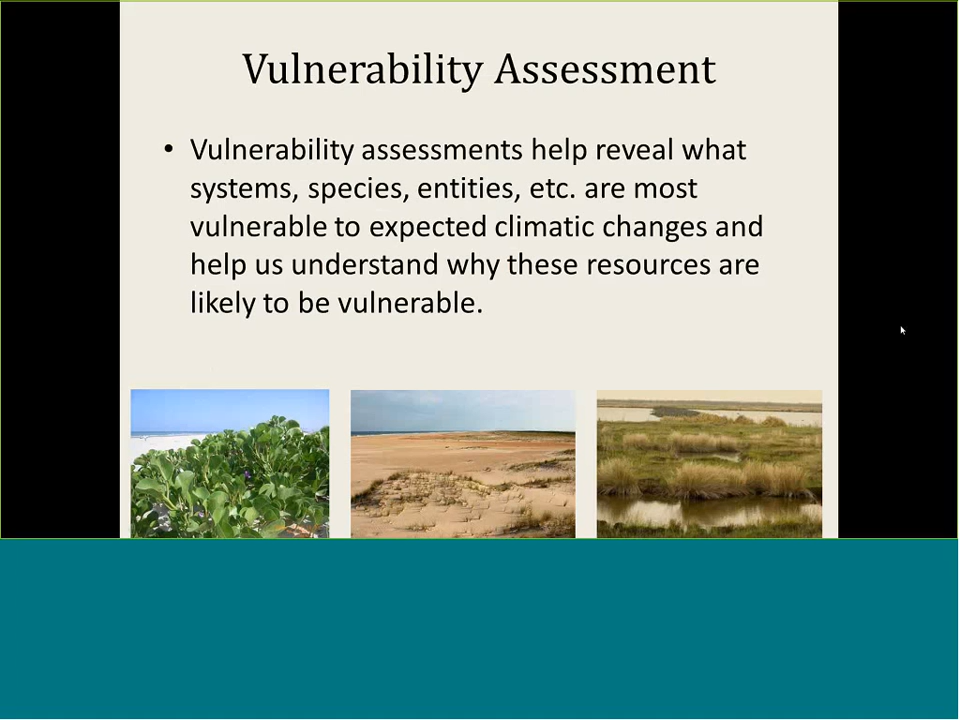 Vulnerability Assessment
• Vulnerability assessments help reveal what
systems, species, entities, etc. are most
vulnerable to expected climatic changes and
help us understand why these resources are
likely to be vulnerable.